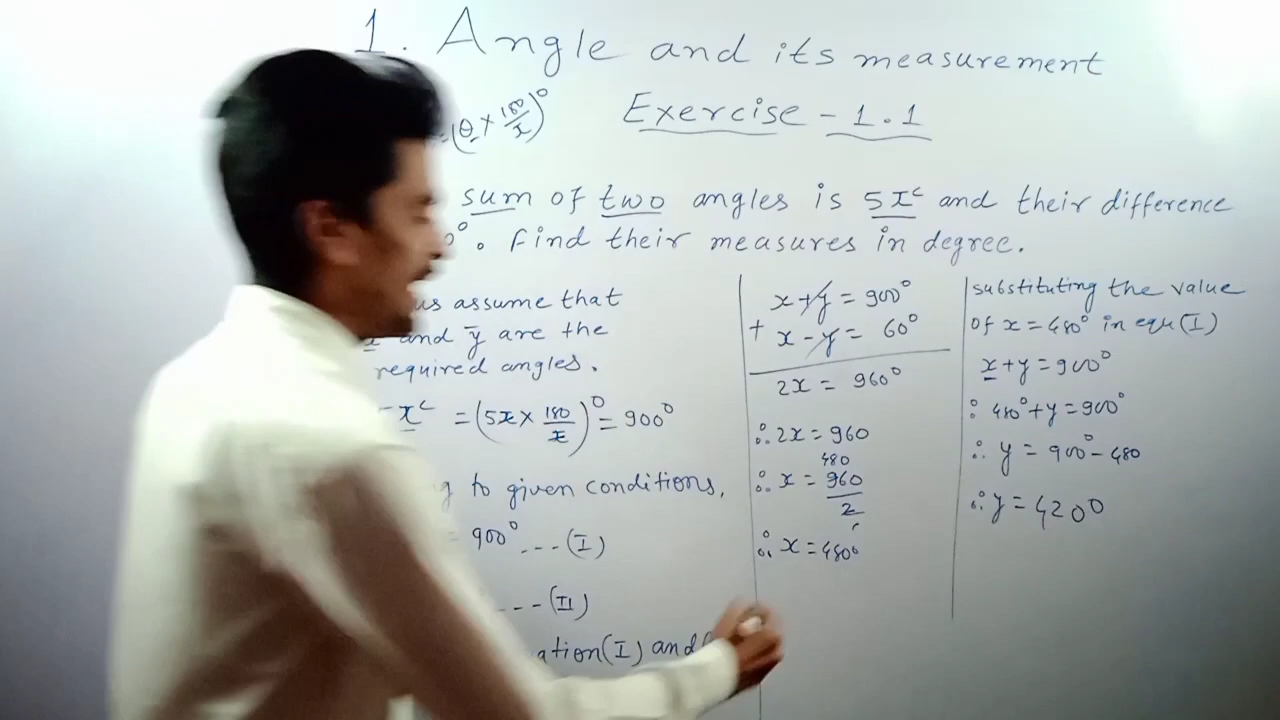 1. Angle and its measurement
=(θ × 180/π)° Exercise - 1.1
sum of two angles is 5πᶜ and their difference
°. Find their measures in degree.
us assume that
x and y are the
required angles.
πᶜ = (5π × 180/π)° = 900°
to given conditions,
= 900° ---(I)
---(II)
ation (I) and
x+y = 900°
+ x-y = 60°
2x = 960°
∴ 2x = 960
480
∴ x = 960/2
∴ x = 480°
substituting the value
of x = 480° in equ(I)
x+y = 900°
∴ 480°+y = 900°
∴ y = 900°-480
∴ y = 420°